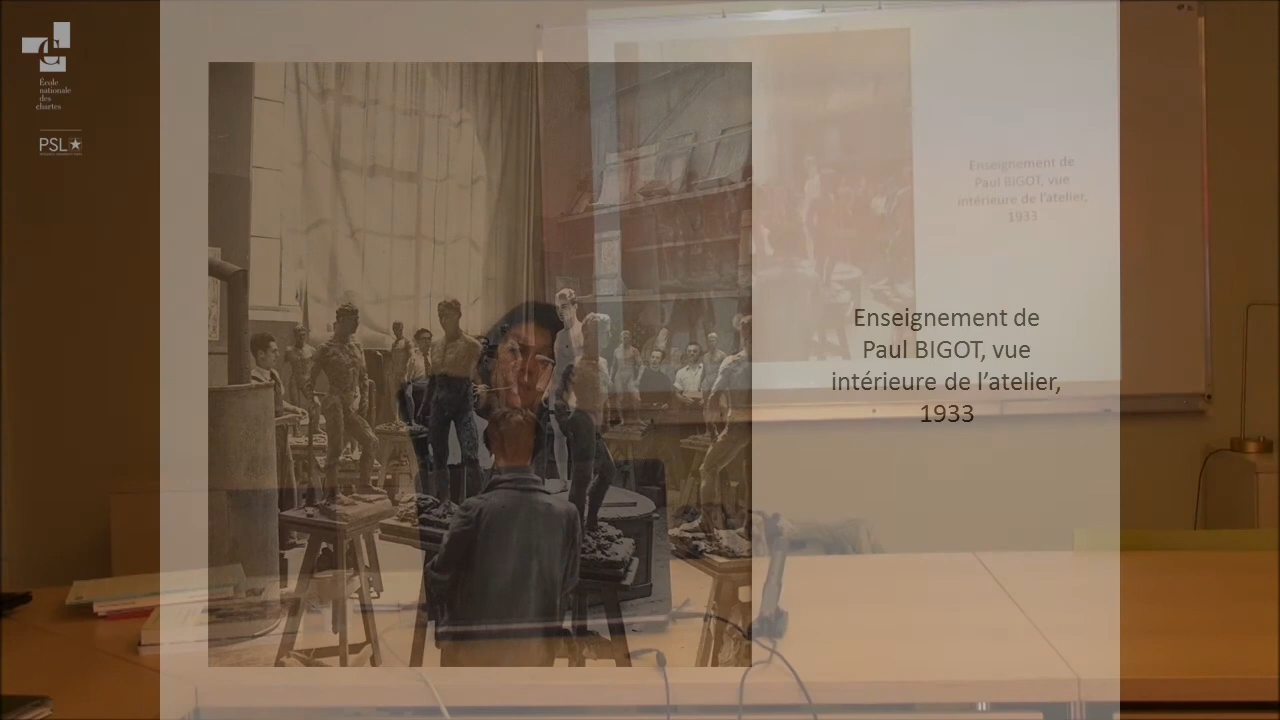 École
nationale
des
chartes
PSL
Enseignement de
Paul BIGOT, vue
intérieure de l'atelier,
1933
Enseignement de
Paul BIGOT, vue
intérieure de l’atelier,
1933